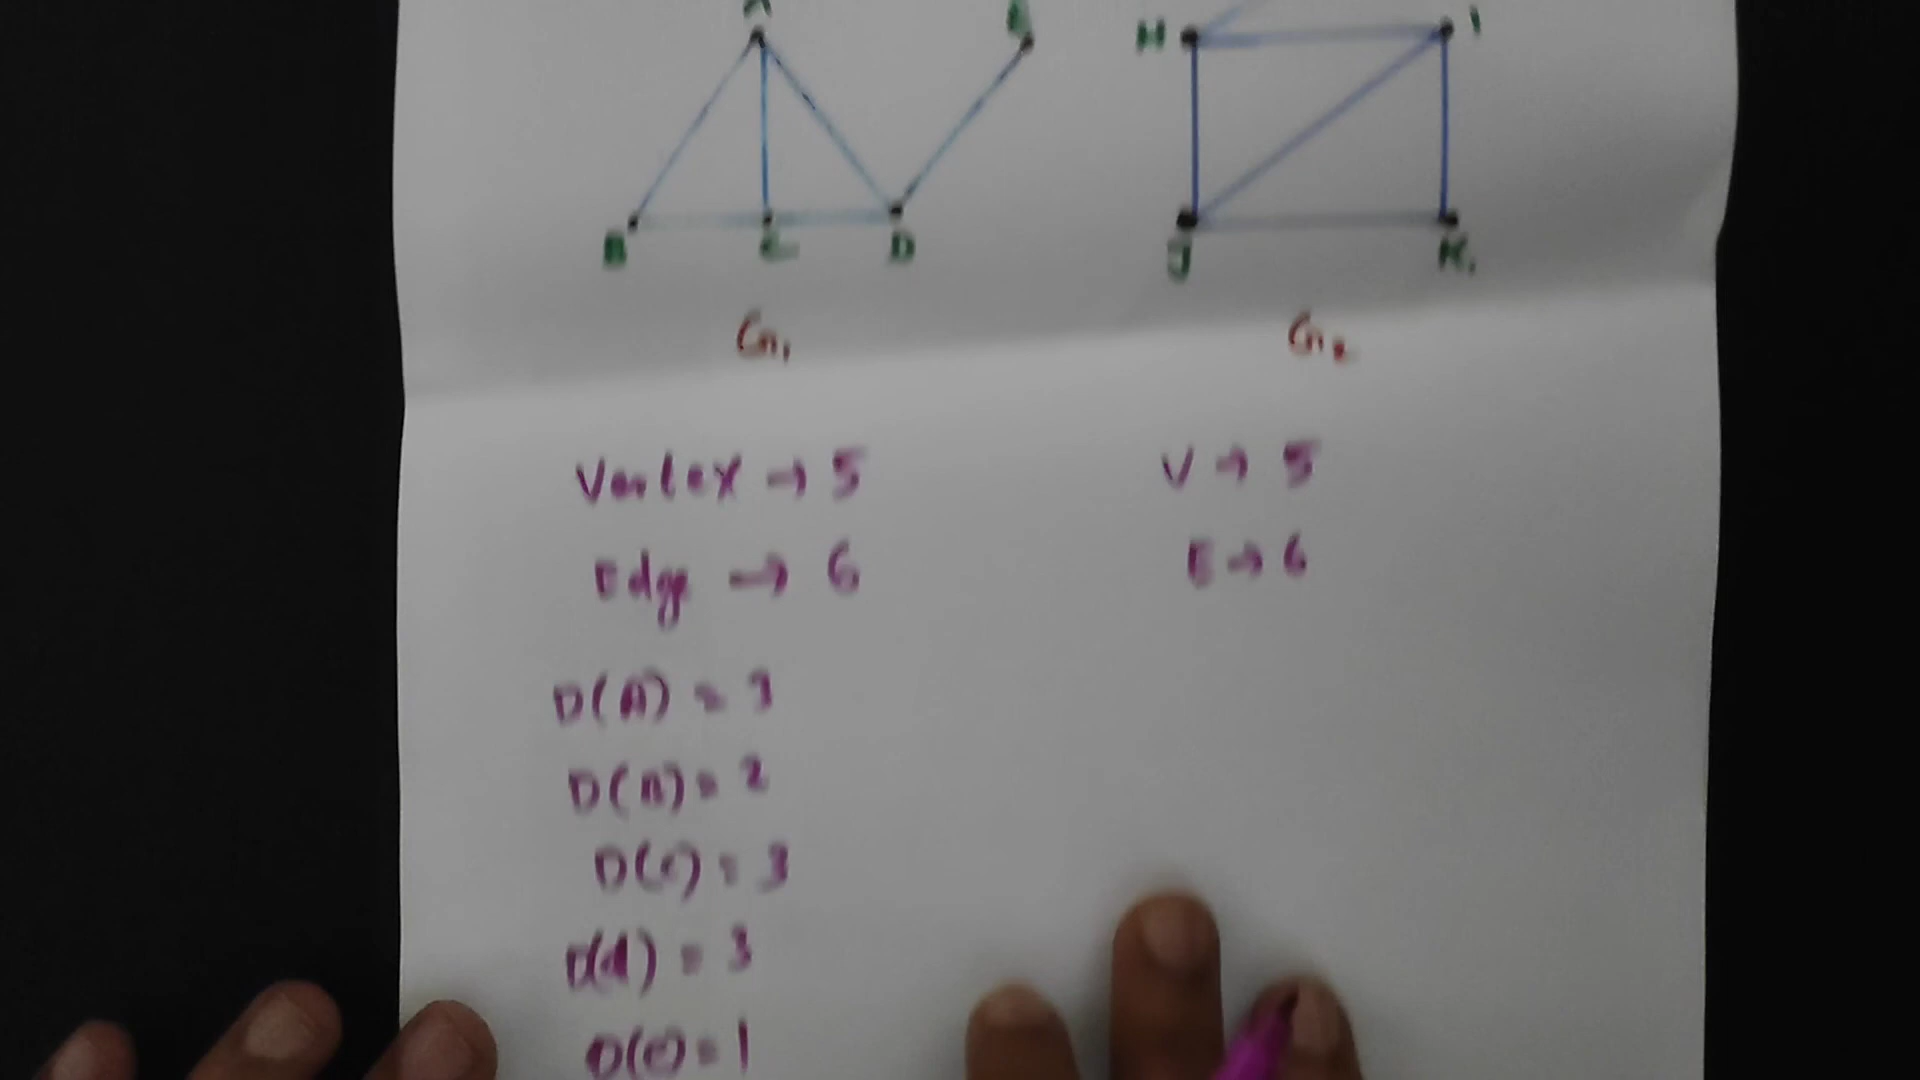 A
H I
B C D J K
G1 G2
Vertex → 5 V → 5
Edge → 6 E → 6
D(A) = 3
D(B) = 2
D(C) = 3
D(d) = 3
D(e) = 1